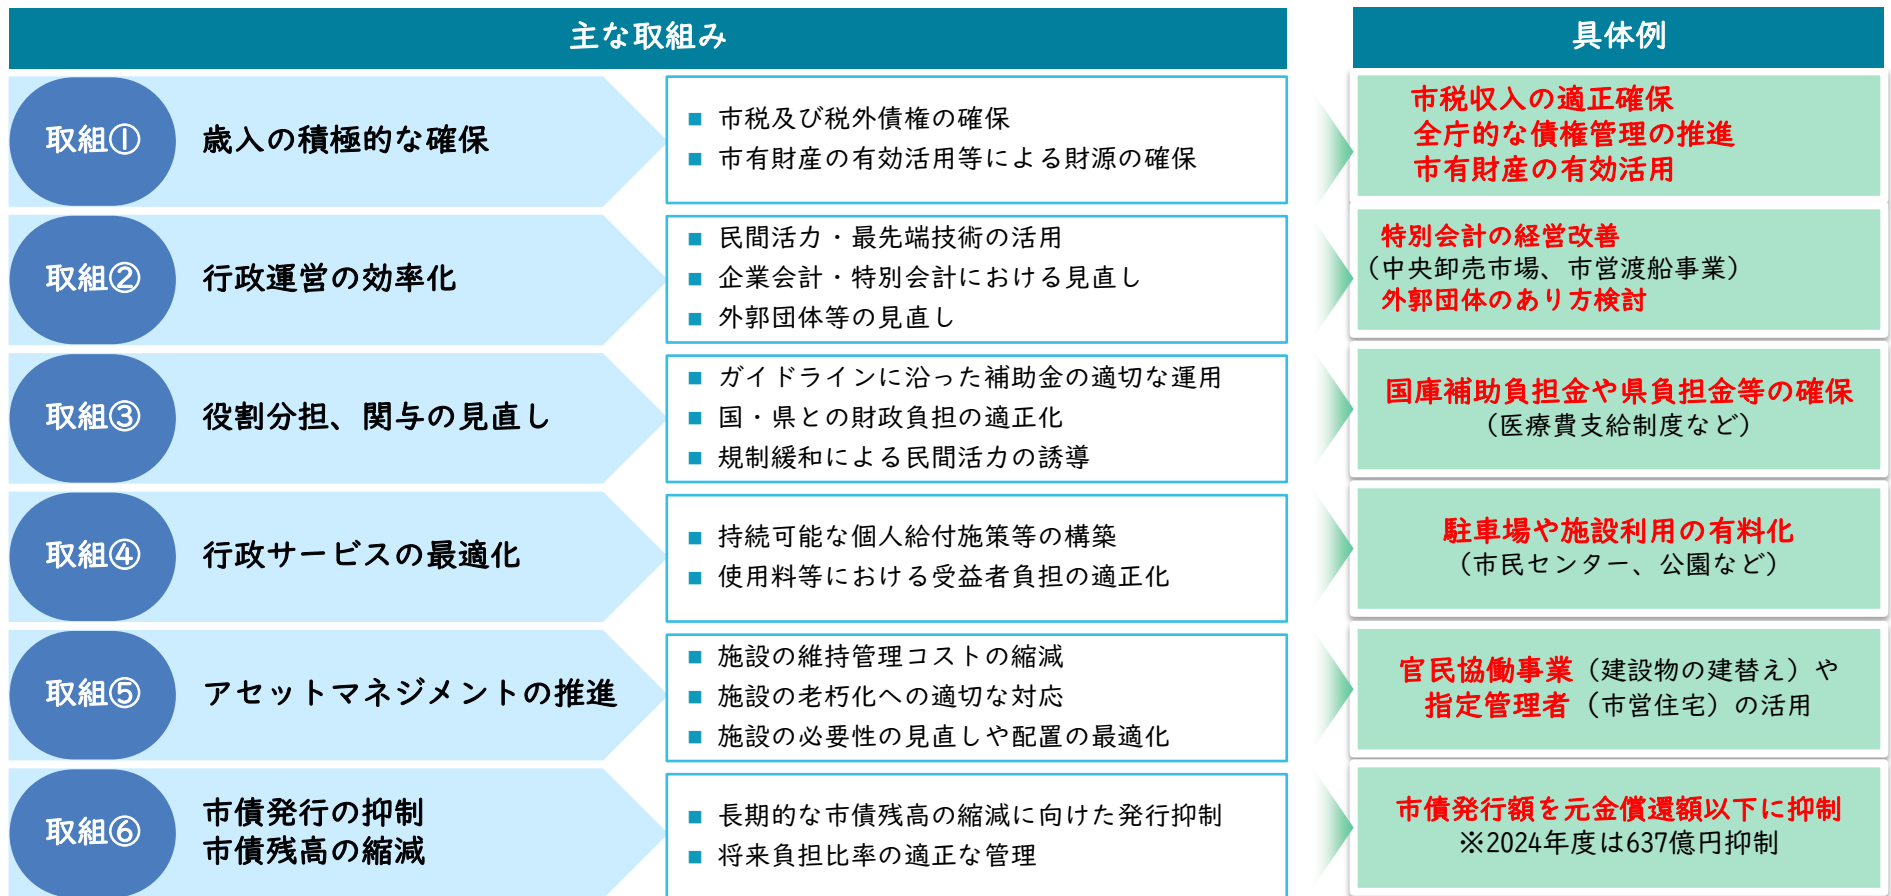 主な取組み
具体例
取組①
歳入の積極的な確保
■ 市税及び税外債権の確保
■ 市有財産の有効活用等による財源の確保
市税収入の適正確保
全庁的な債権管理の推進
市有財産の有効活用
取組②
行政運営の効率化
■ 民間活力・最先端技術の活用
■ 企業会計・特別会計における見直し
■ 外郭団体等の見直し
特別会計の経営改善
（中央卸売市場、市営渡船事業）
外郭団体のあり方検討
取組③
役割分担、関与の見直し
■ ガイドラインに沿った補助金の適切な運用
■ 国・県との財政負担の適正化
■ 規制緩和による民間活力の誘導
国庫補助負担金や県負担金等の確保
（医療費支給制度など）
取組④
行政サービスの最適化
■ 持続可能な個人給付施策等の構築
■ 使用料等における受益者負担の適正化
駐車場や施設利用の有料化
（市民センター、公園など）
取組⑤
アセットマネジメントの推進
■ 施設の維持管理コストの縮減
■ 施設の老朽化への適切な対応
■ 施設の必要性の見直しや配置の最適化
官民協働事業（建設物の建替え）や
指定管理者（市営住宅）の活用
取組⑥
市債発行の抑制
市債残高の縮減
■ 長期的な市債残高の縮減に向けた発行抑制
■ 将来負担比率の適正な管理
市債発行額を元金償還額以下に抑制
※2024年度は637億円抑制